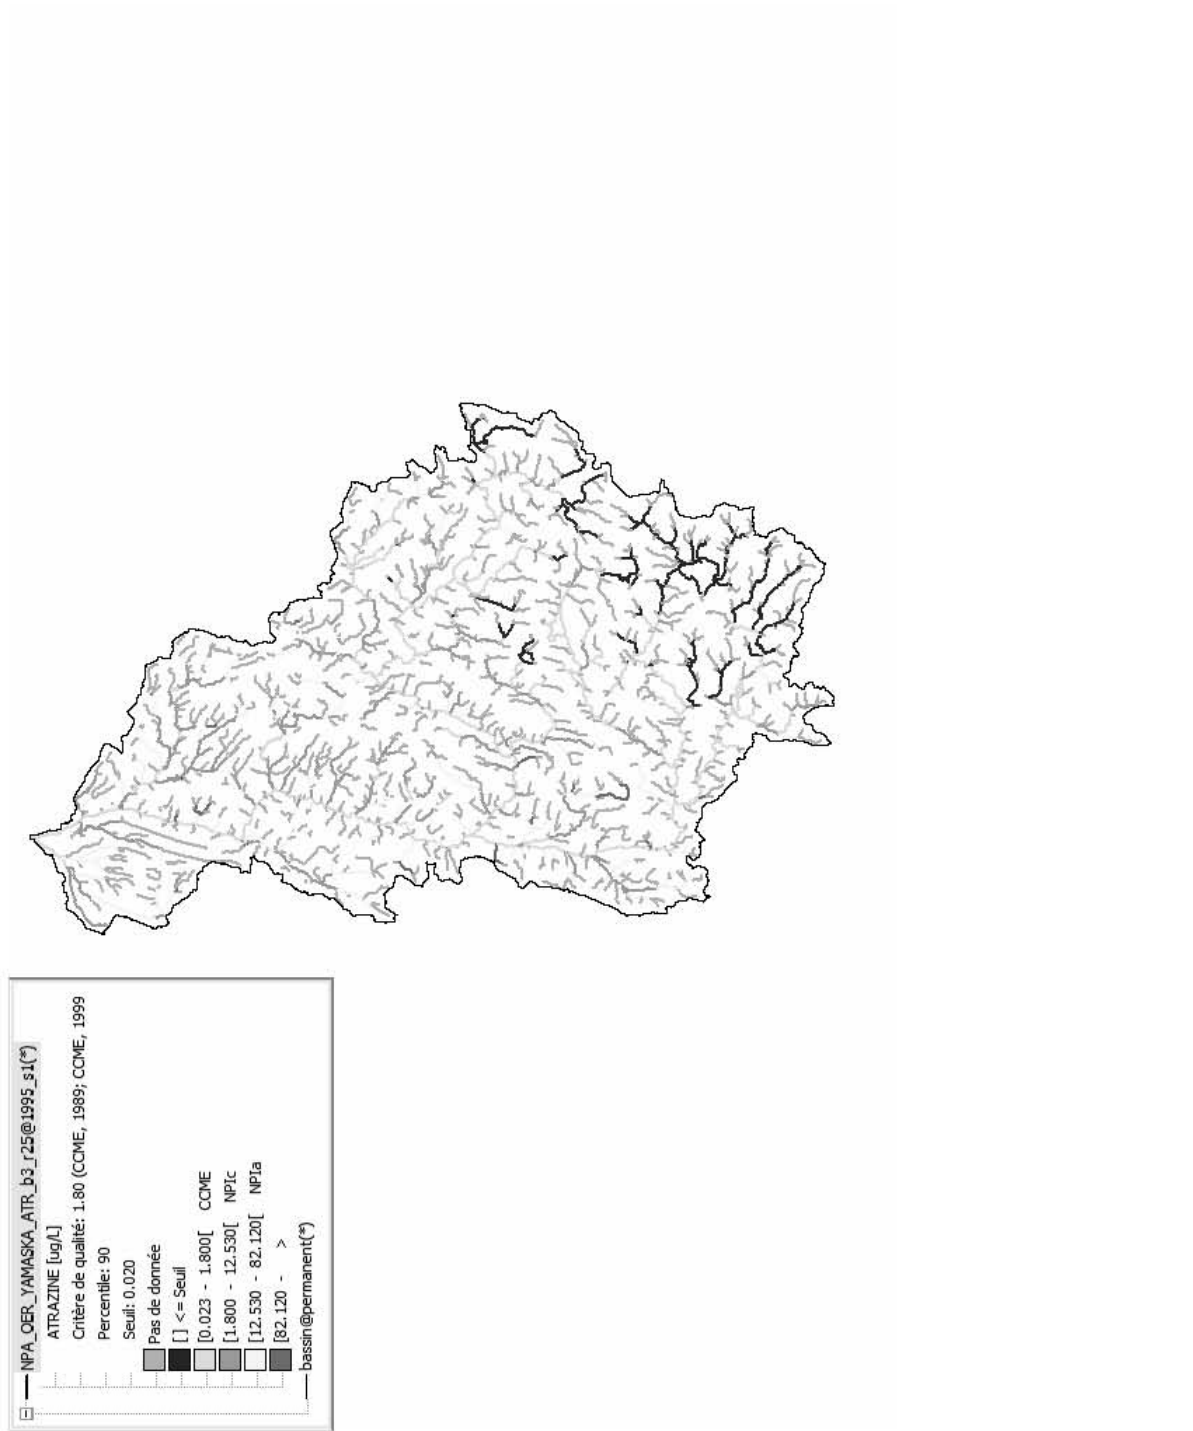 NPA_OER_YAMASKA_ATR_b3_r25@1995_s1(*)
ATRAZINE [ug/L]
Critère de qualité: 1.80 (CCME, 1989; CCME, 1999
Percentile: 90
Seuil: 0.020
Pas de donnée
[] <= Seuil
[0.023 - 1.800[ CCME
[1.800 - 12.530[ NPIc
[12.530 - 82.120[ NPIa
[82.120 - >
bassin@permanent(*)